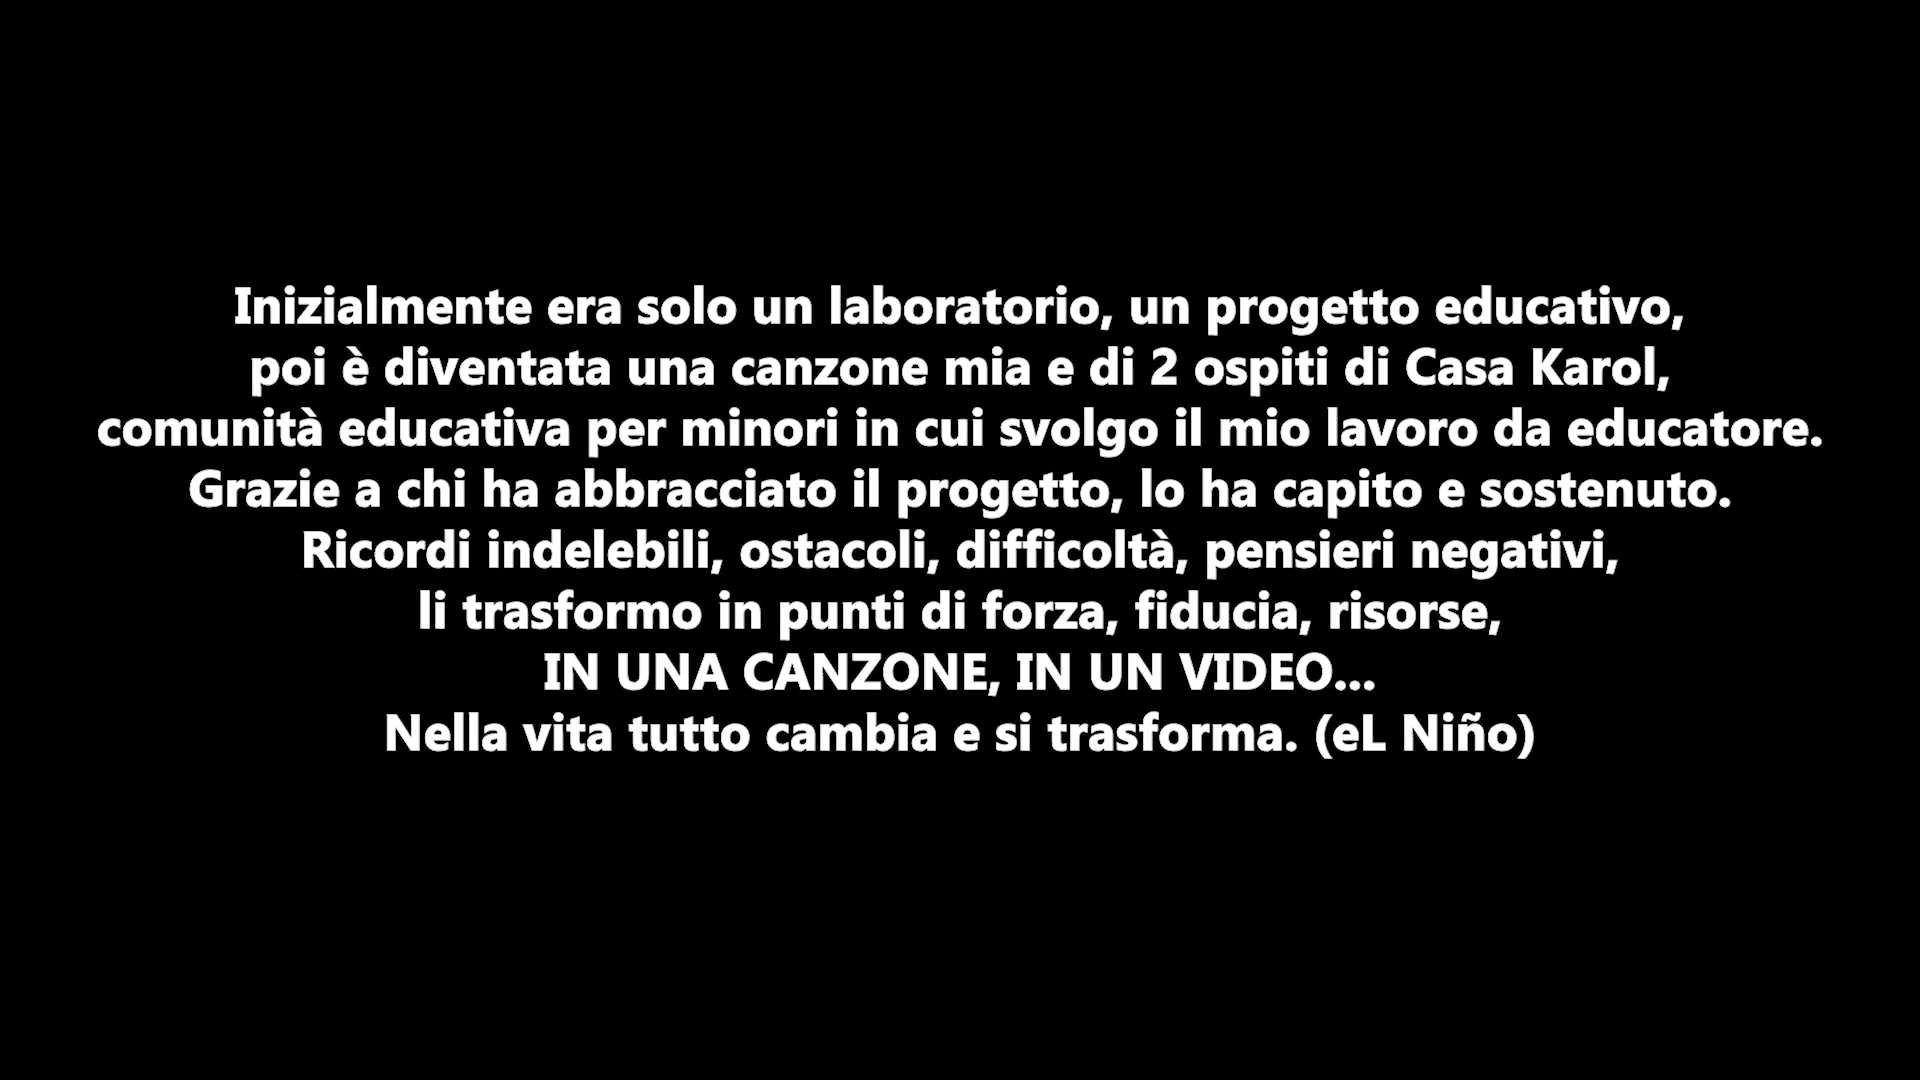 Inizialmente era solo un laboratorio, un progetto educativo,
poi è diventata una canzone mia e di 2 ospiti di Casa Karol,
comunità educativa per minori in cui svolgo il mio lavoro da educatore.
Grazie a chi ha abbracciato il progetto, lo ha capito e sostenuto.
Ricordi indelebili, ostacoli, difficoltà, pensieri negativi,
li trasformo in punti di forza, fiducia, risorse,
IN UNA CANZONE, IN UN VIDEO...
Nella vita tutto cambia e si trasforma. (eL Niño)